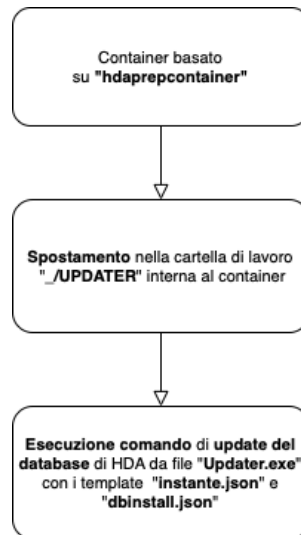 Container basato
su "hdaprepcontainer"
Spostamento nella cartella di lavoro
"_/UPDATER" interna al container
Esecuzione comando di update del
database di HDA da file "Updater.exe"
con i template "instante.json" e
"dbinstall.json"